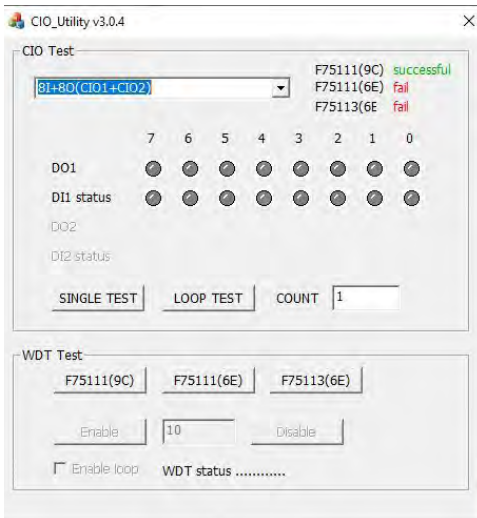 CIO_Utility v3.0.4
CIO Test
8I+8O(CIO1+CIO2)
F75111(9C) successful
F75111(6E) fail
F75113(6E fail
7 6 5 4 3 2 1 0
DO1
DI1 status
DO2
DI2 status
SINGLE TEST LOOP TEST COUNT 1
WDT Test
F75111(9C) F75111(6E) F75113(6E)
Enable 10 Disable
Enable loop WDT status ............